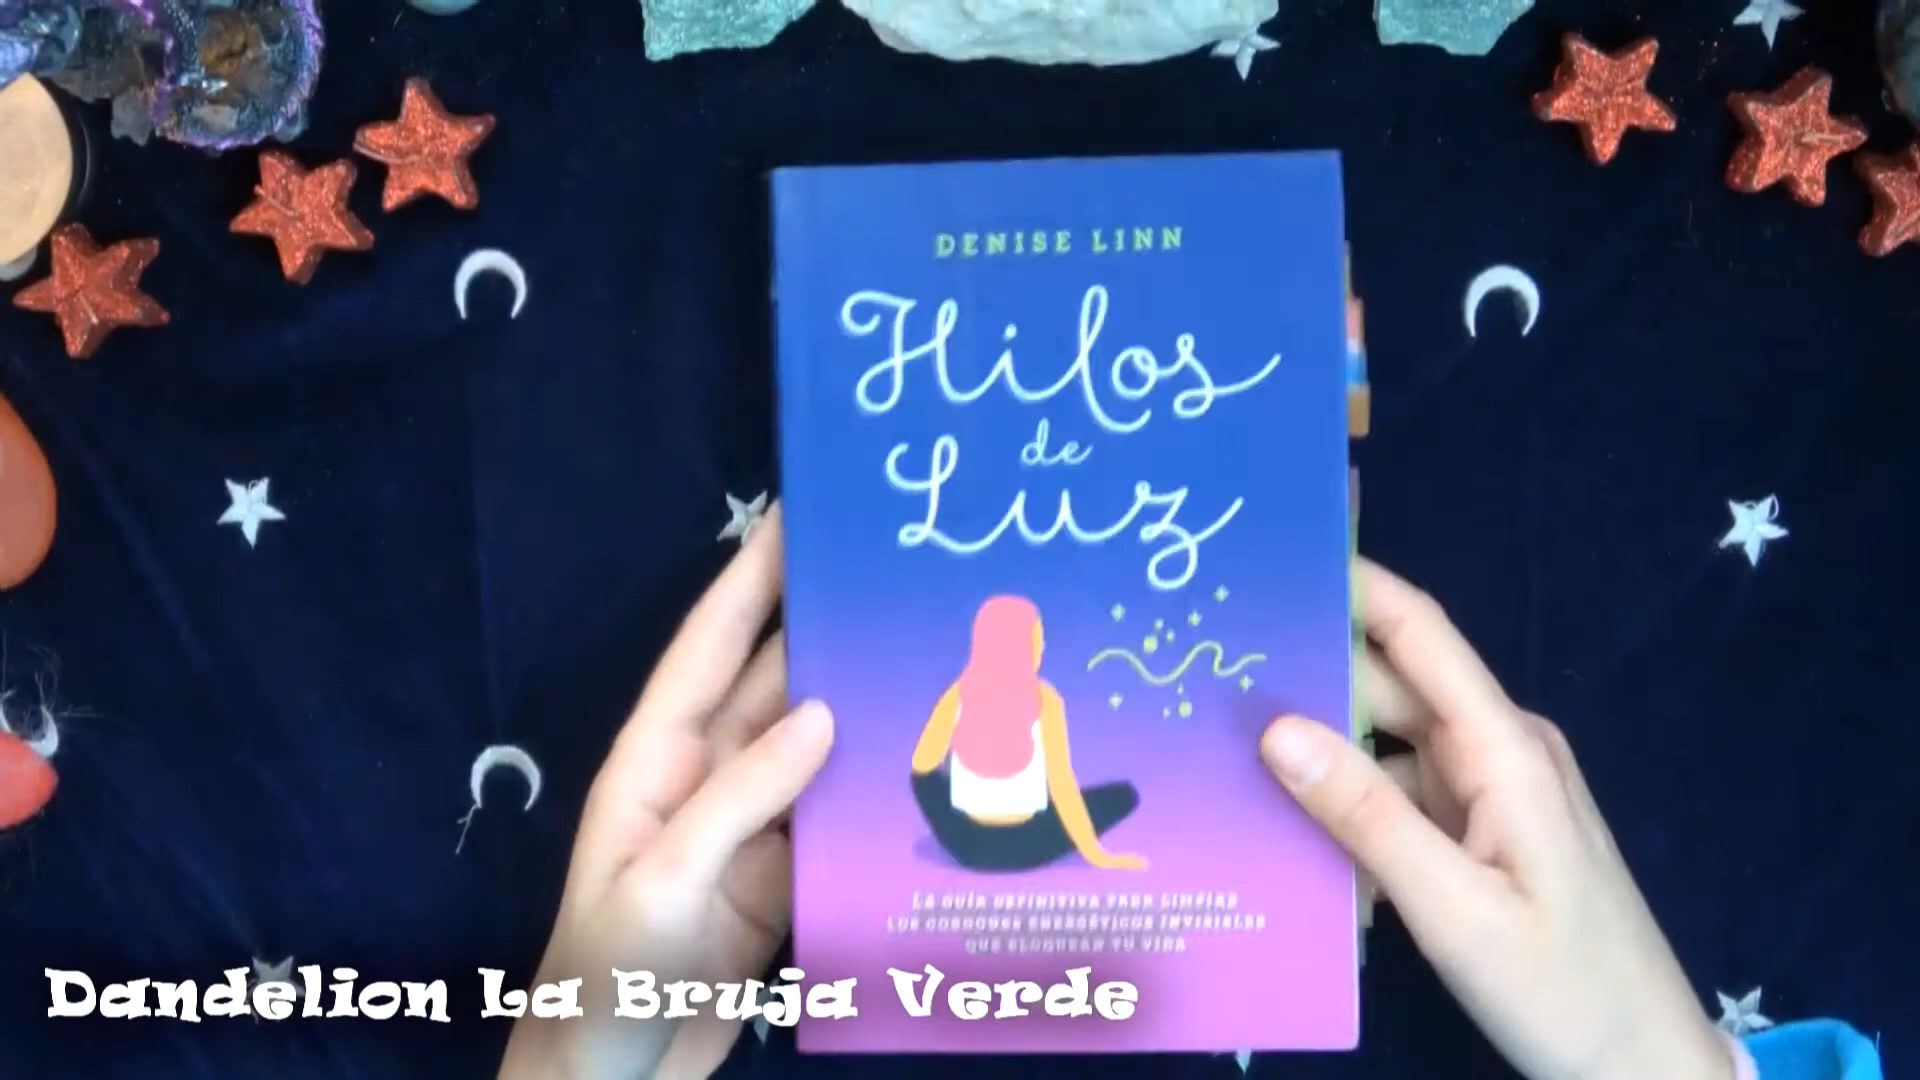 DENISE LINN
Hilos
de
Luz
LA GUÍA DEFINITIVA PARA LIMPIAR
LOS CORDONES ENERGÉTICOS INVISIBLES
QUE BLOQUEAN TU VIDA
Dandelion La Bruja Verde